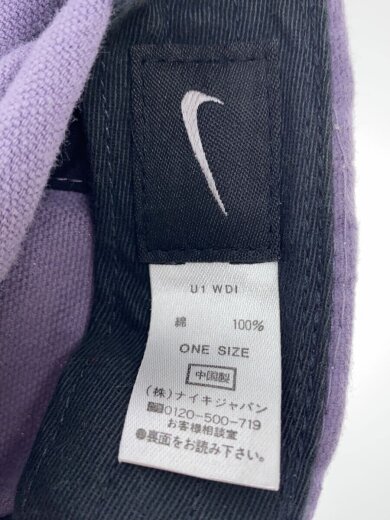 U1 WDI
綿 100%
ONE SIZE
中国製
(株)ナイキジャパン
0120-500-719
お客様相談室
●裏面をお読み下さい。